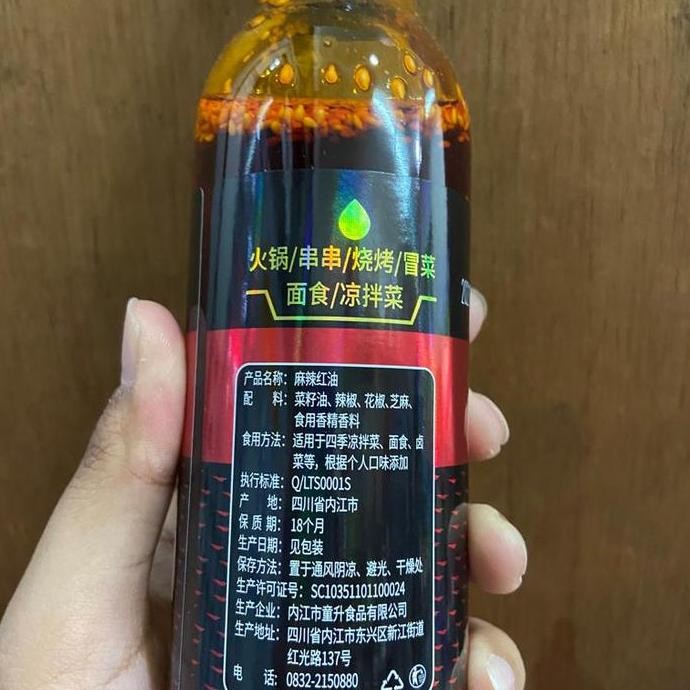 火锅/串串/烧烤/冒菜
面食/凉拌菜
产品名称：麻辣红油
配 料：菜籽油、辣椒、花椒、芝麻、
食用香精香料
食用方法：适用于四季凉拌菜、面食、卤
菜等，根据个人口味添加
执行标准：Q/LTS0001S
产 地：四川省内江市
保 质 期：18个月
生产日期：见包装
保存方法：置于通风阴凉、避光、干燥处
生产许可证号：SC10351101100024
生产企业：内江市童升食品有限公司
生产地址：四川省内江市东兴区新江街道
红光路137号
电 话：0832-2150880